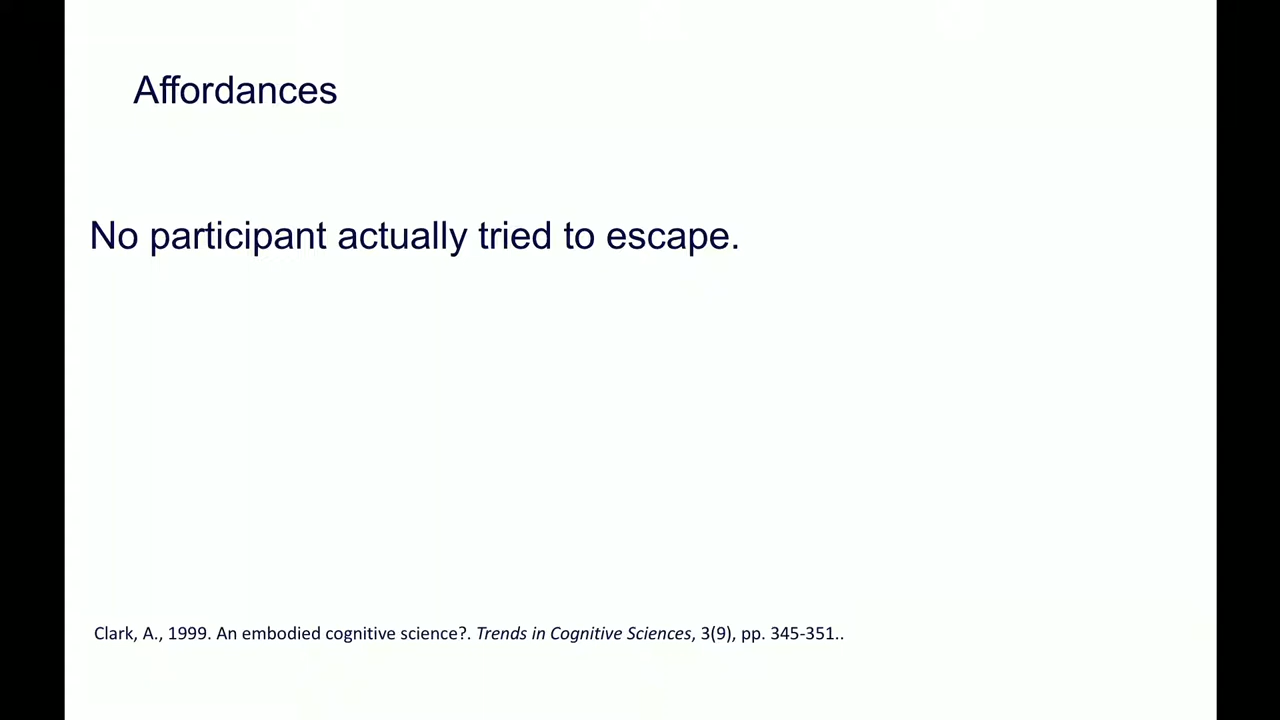 Affordances
No participant actually tried to escape.
Clark, A., 1999. An embodied cognitive science?. Trends in Cognitive Sciences, 3(9), pp. 345-351..